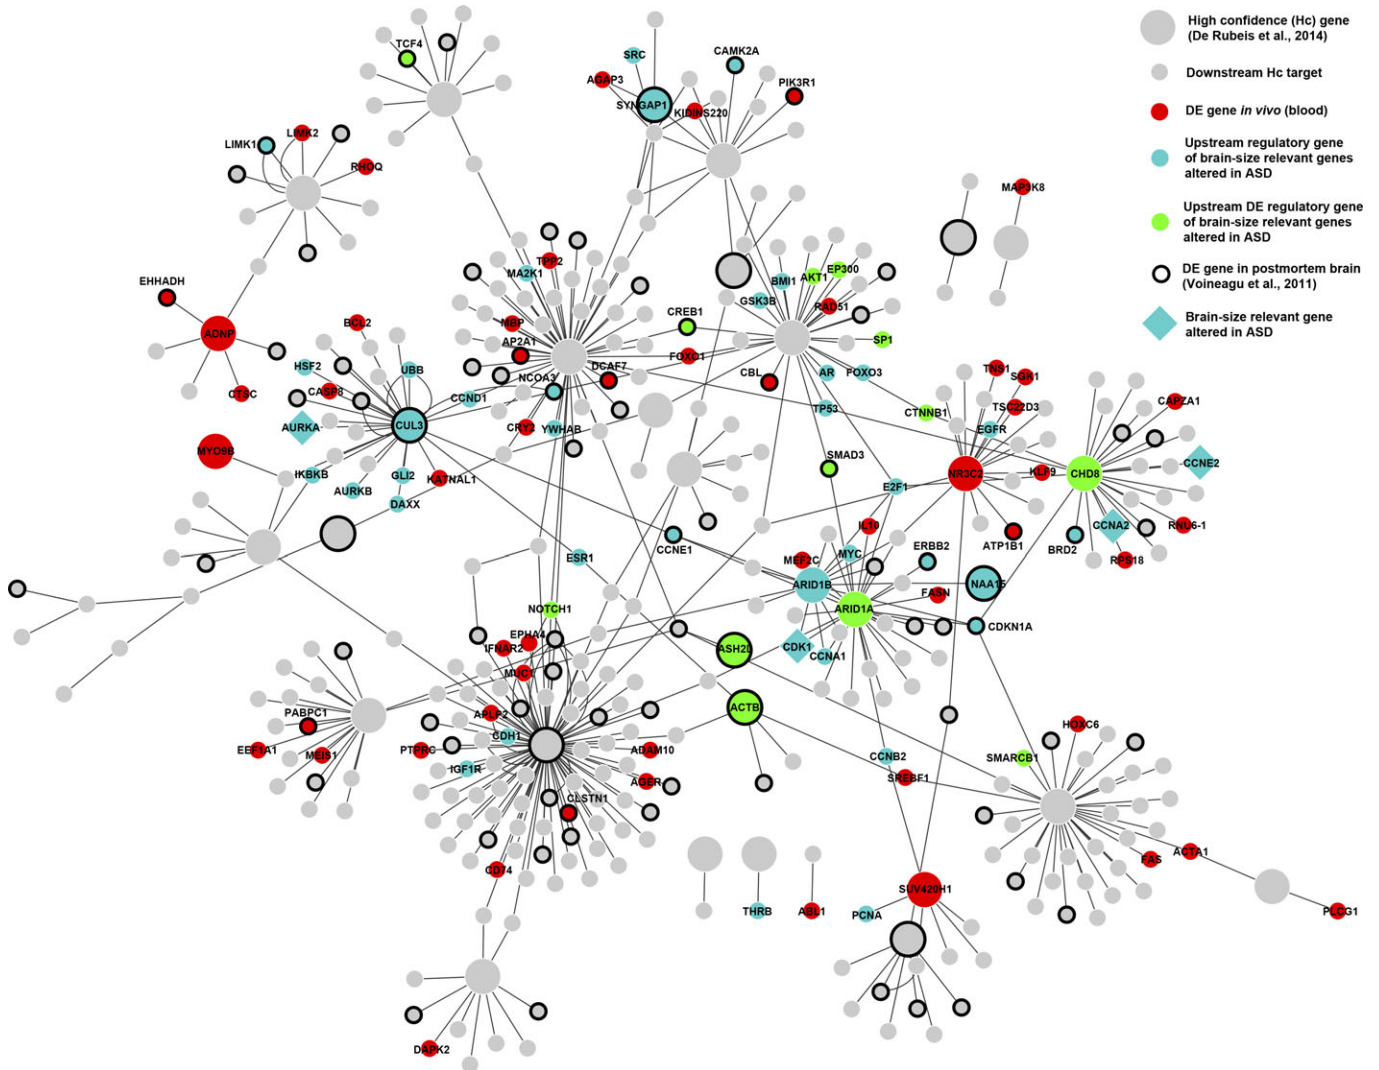 High confidence (Hc) gene
(De Rubeis et al., 2014)
Downstream Hc target
DE gene in vivo (blood)
Upstream regulatory gene
of brain-size relevant genes
altered in ASD
Upstream DE regulatory gene
of brain-size relevant genes
altered in ASD
DE gene in postmortem brain
(Voineagu et al., 2011)
Brain-size relevant gene
altered in ASD
TCF4
SRC
CAMK2A
AGAP3
PIK3R1
SYNGAP1
KIDINS220
LIMK2
LIMK1
RHOQ
MAP3K8
TPP2
MA2K1
EHHADH
BMI1
AKT1
EP300
GSK3B
RAD51
CREB1
ADNP
BCL2
MBP
AP2A1
SP1
FOXO1
HSF2
UBB
DCAF7
CBL
AR
FOXO3
TNS1
SGK1
CTSC
CASP8
NCOA3
CCND1
TP53
CTNNB1
TSC22D3
CAPZA1
AURKA
CUL3
CRY2
YWHAB
EGFR
MYO9B
SMAD3
CCNE2
IKBKB
GLI2
KATNAL1
NR3C2
KLF9
CHD8
AURKB
E2F1
DAXX
IL10
CCNA2
RNU6-1
CCNE1
ERBB2
ATP1B1
BRD2
RPS18
ESR1
MEF2C
MYC
ARID1B
NAA15
FASN
NOTCH1
ARID1A
CDKN1A
EPHA4
IFNAR2
ASH2L
CDK1
CCNA1
MUC1
PABPC1
APLP2
ACTB
HOXC6
CDH1
EEF1A1
MEIS1
PTPRC
ADAM10
CCNB2
SMARCB1
IGF1R
AGER
SREBF1
CLSTN1
CD74
FAS
ACTA1
SUV420H1
THRB
ABL1
PCNA
PLCG1
DAPK2